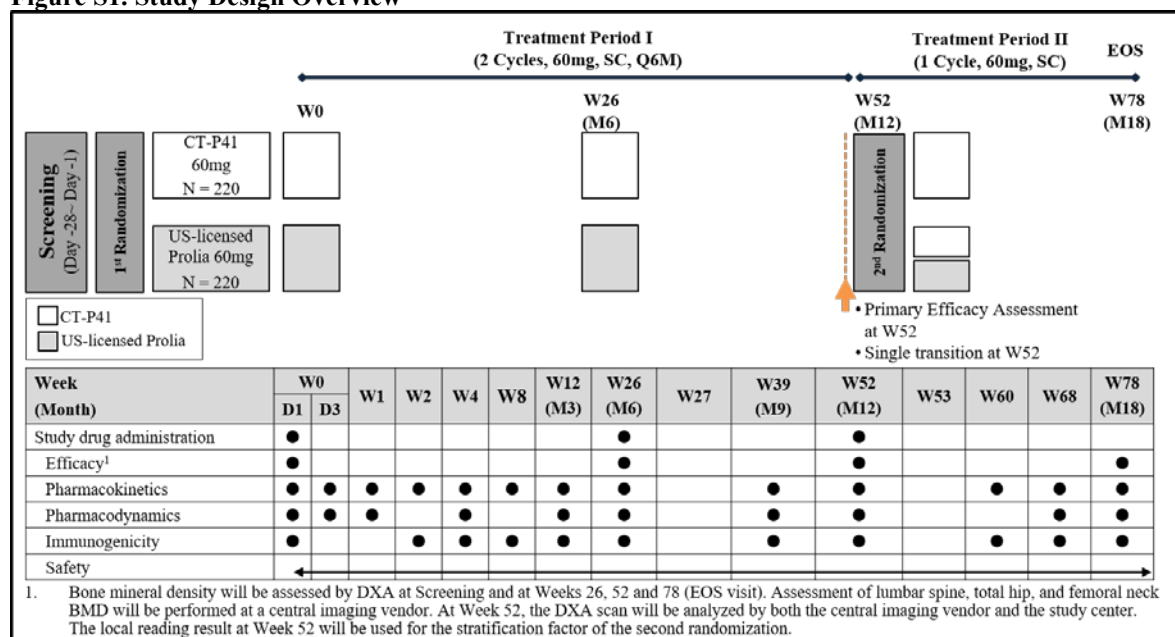 Figure S1. Study Design Overview
Treatment Period I
(2 Cycles, 60mg, SC, Q6M)
Treatment Period II
(1 Cycle, 60mg, SC)
EOS
W0
W26
(M6)
W52
(M12)
W78
(M18)
Screening
(Day -28~ Day -1)
1st Randomization
CT-P41
60mg
N = 220
US-licensed
Prolia 60mg
N = 220
2nd Randomization
CT-P41
US-licensed Prolia
• Primary Efficacy Assessment
at W52
• Single transition at W52
Week
(Month)
W0
D1 D3
W1
W2
W4
W8
W12
(M3)
W26
(M6)
W27
W39
(M9)
W52
(M12)
W53
W60
W68
W78
(M18)
Study drug administration ● ● ●
Efficacy1 ● ● ● ●
Pharmacokinetics ● ● ● ● ● ● ● ● ● ● ● ● ●
Pharmacodynamics ● ● ● ● ● ● ● ● ● ●
Immunogenicity ● ● ● ● ● ● ● ● ● ● ●
Safety
1. Bone mineral density will be assessed by DXA at Screening and at Weeks 26, 52 and 78 (EOS visit). Assessment of lumbar spine, total hip, and femoral neck
BMD will be performed at a central imaging vendor. At Week 52, the DXA scan will be analyzed by both the central imaging vendor and the study center.
The local reading result at Week 52 will be used for the stratification factor of the second randomization.